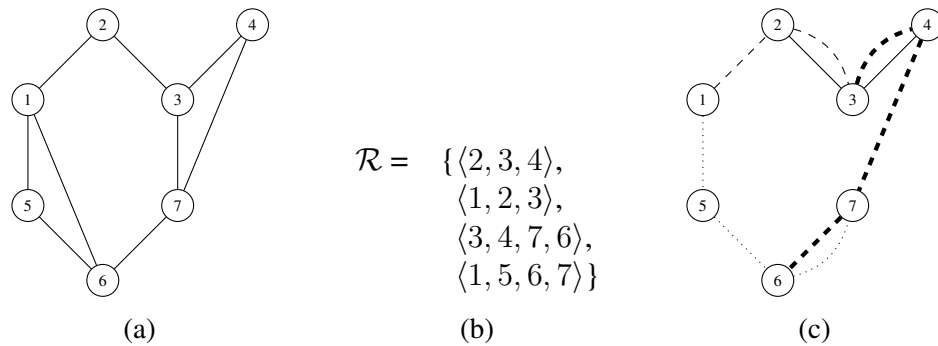 2
4
1
3
5
7
6
(a)
ℛ = {⟨2, 3, 4⟩,
⟨1, 2, 3⟩,
⟨3, 4, 7, 6⟩,
⟨1, 5, 6, 7⟩}
(b)
2
4
1
3
5
7
6
(c)